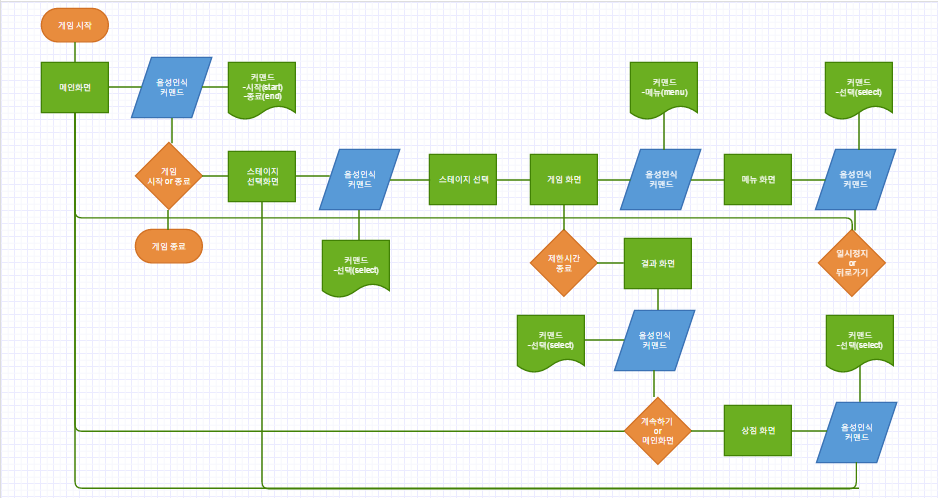 게임 시작
메인화면
음성인식
커맨드
커맨드
-시작(start)
-종료(end)
커맨드
-메뉴(menu)
커맨드
-선택(select)
게임
시작 or 종료
스테이지
선택화면
음성인식
커맨드
스테이지 선택
게임 화면
음성인식
커맨드
메뉴 화면
음성인식
커맨드
게임 종료
커맨드
-선택(select)
제한시간
종료
결과 화면
일시정지
or
뒤로가기
커맨드
-선택(select)
음성인식
커맨드
커맨드
-선택(select)
계속하기
or
메인화면
상점 화면
음성인식
커맨드